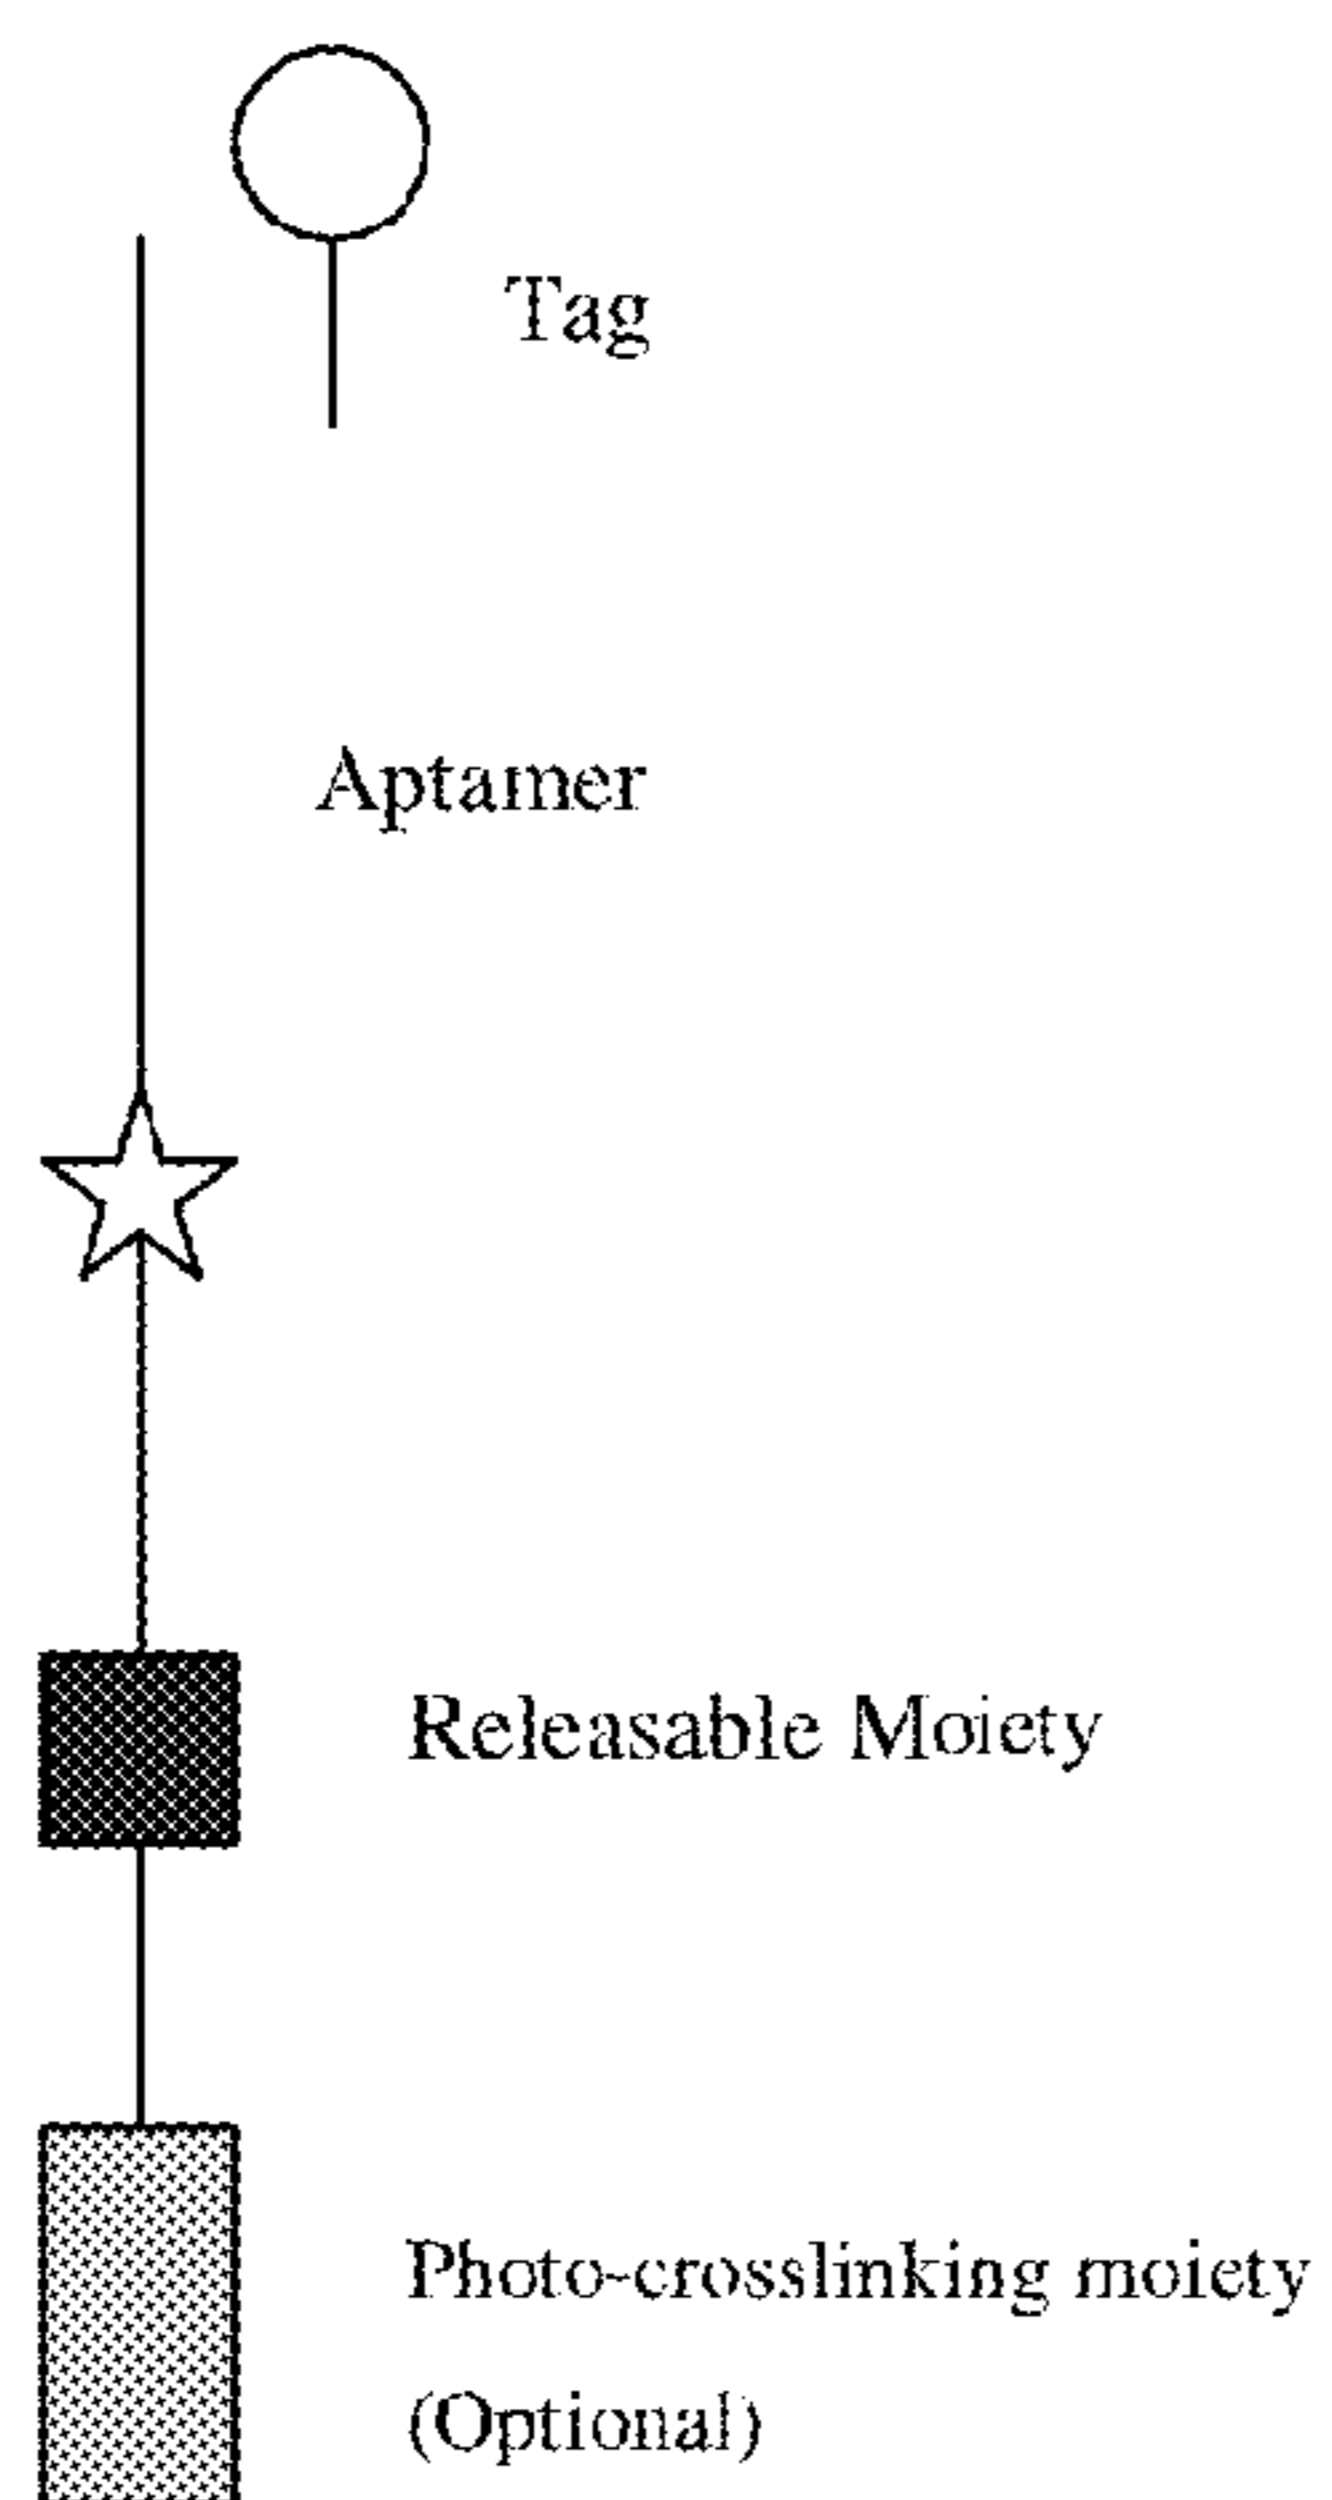 Tag
Aptamer
Releasable Moiety
Photo-crosslinking moiety
(Optional)